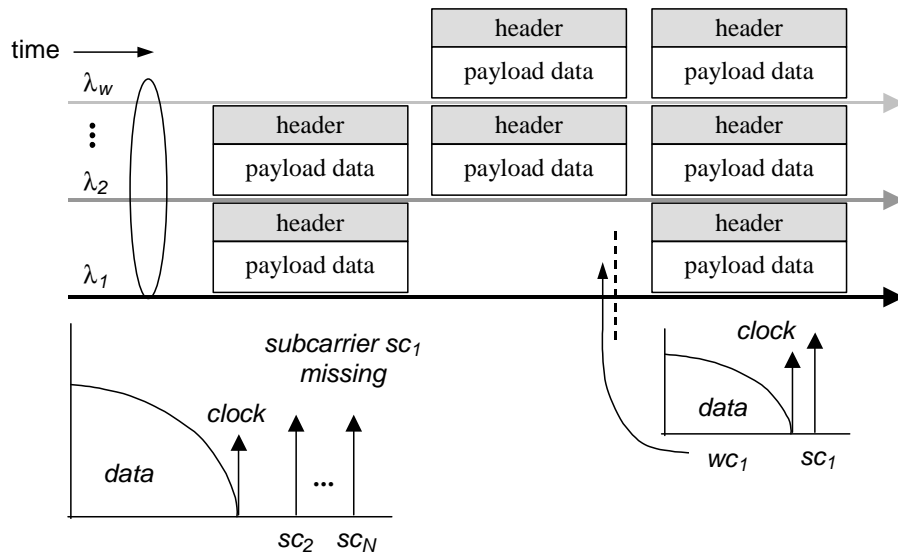 time
header
header
payload data
payload data
λw
header
header
header
payload data
payload data
payload data
λ2
header
header
payload data
payload data
λ1
subcarrier sc1
missing
clock
data
...
sc2
scN
clock
data
wc1
sc1